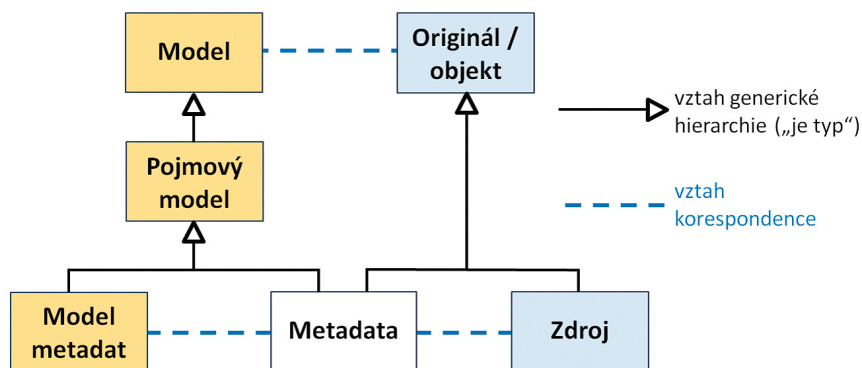 Model
Originál /
objekt
vztah generické
hierarchie („je typ“)
Pojmový
model
vztah
korespondence
Model
metadat
Metadata
Zdroj